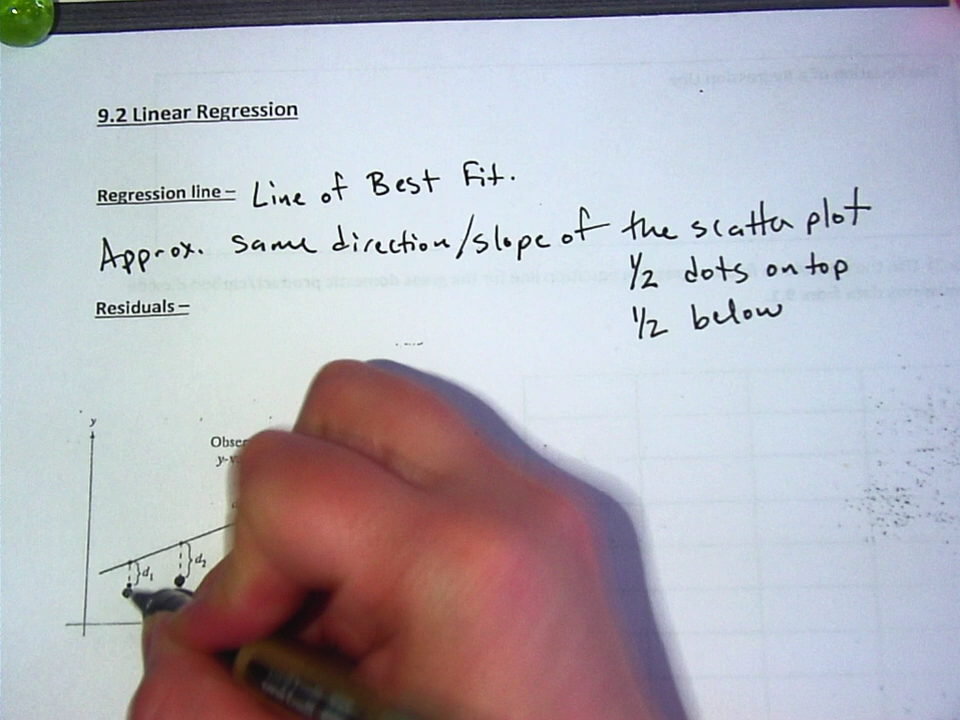 9.2 Linear Regression
Regression line – Line of Best Fit.
Approx. same direction/slope of the scatter plot
1/2 dots on top
Residuals –
1/2 below
y
d1
d2